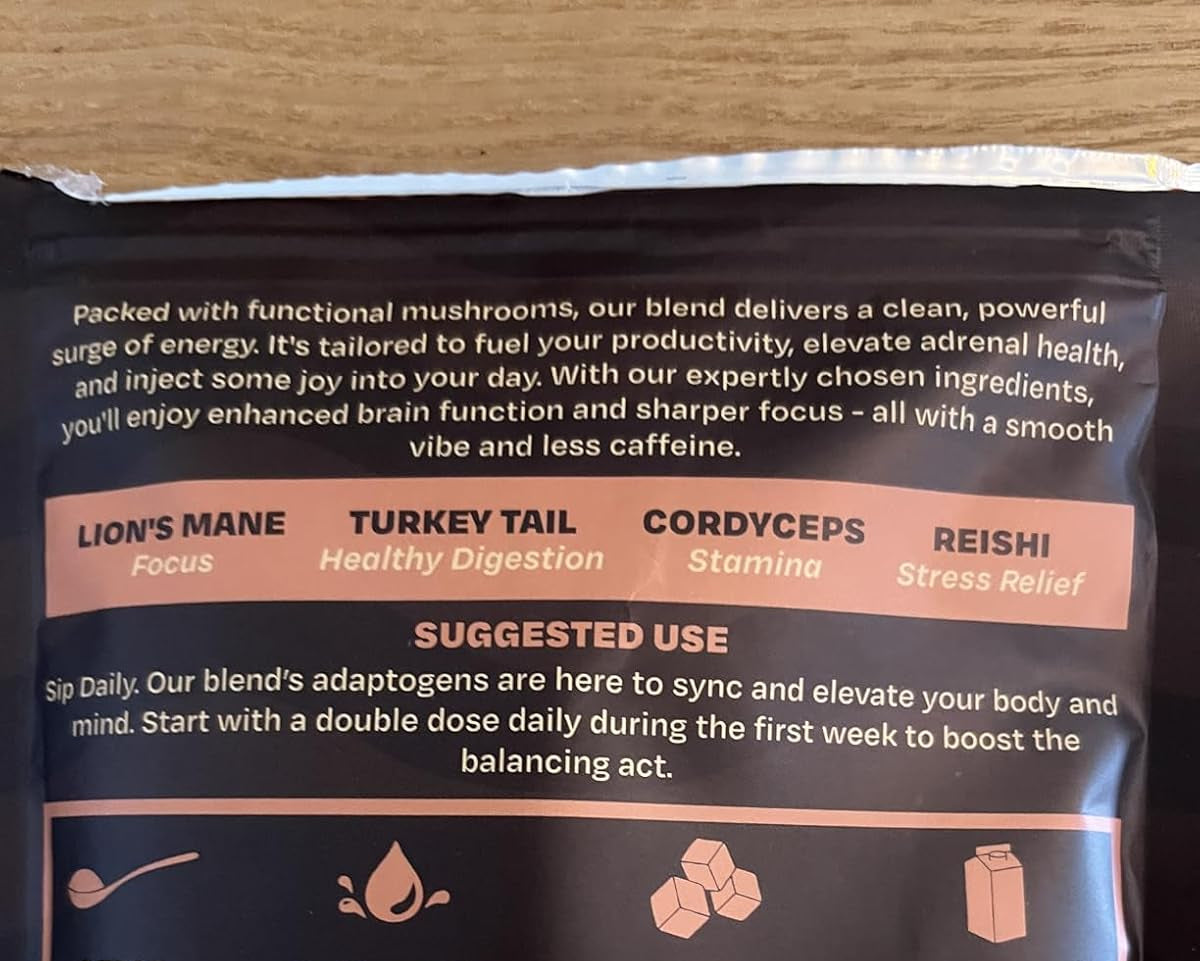 Packed with functional mushrooms, our blend delivers a clean, powerful
surge of energy. It's tailored to fuel your productivity, elevate adrenal health,
and inject some joy into your day. With our expertly chosen ingredients,
you'll enjoy enhanced brain function and sharper focus - all with a smooth
vibe and less caffeine.
LION'S MANE TURKEY TAIL CORDYCEPS REISHI
Focus Healthy Digestion Stamina Stress Relief
SUGGESTED USE
Sip Daily. Our blend's adaptogens are here to sync and elevate your body and
mind. Start with a double dose daily during the first week to boost the
balancing act.